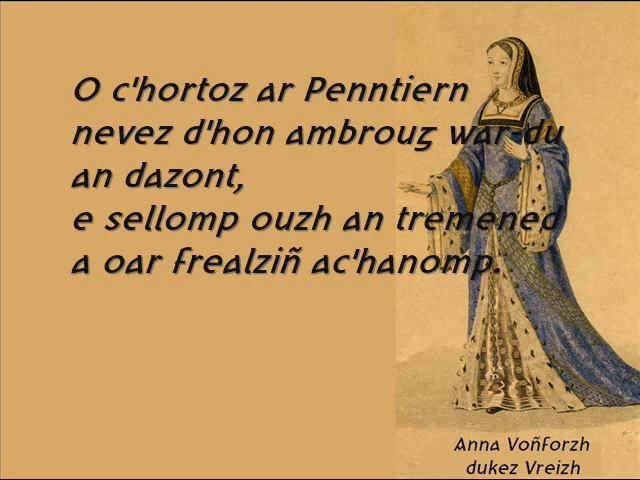 O c'hortoz ar Penntiern
nevez d'hon ambroug war-du
an dazont,
e sellomp ouzh an tremened
a oar frealziñ ac'hanomp.
Anna Voñforzh
dukez Vreizh